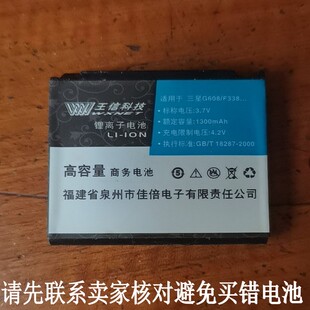 王信科技
WXNET
锂离子电池
LI-ION
适用于 三星G608/F338...
•标称电压:3.7V
•额定容量:1300mAh
•充电限制电压:4.2V
•执行标准:GB/T 18287-2000
高容量 商务电池
福建省泉州市佳倍电子有限公司
请先联系卖家核对避免买错电池